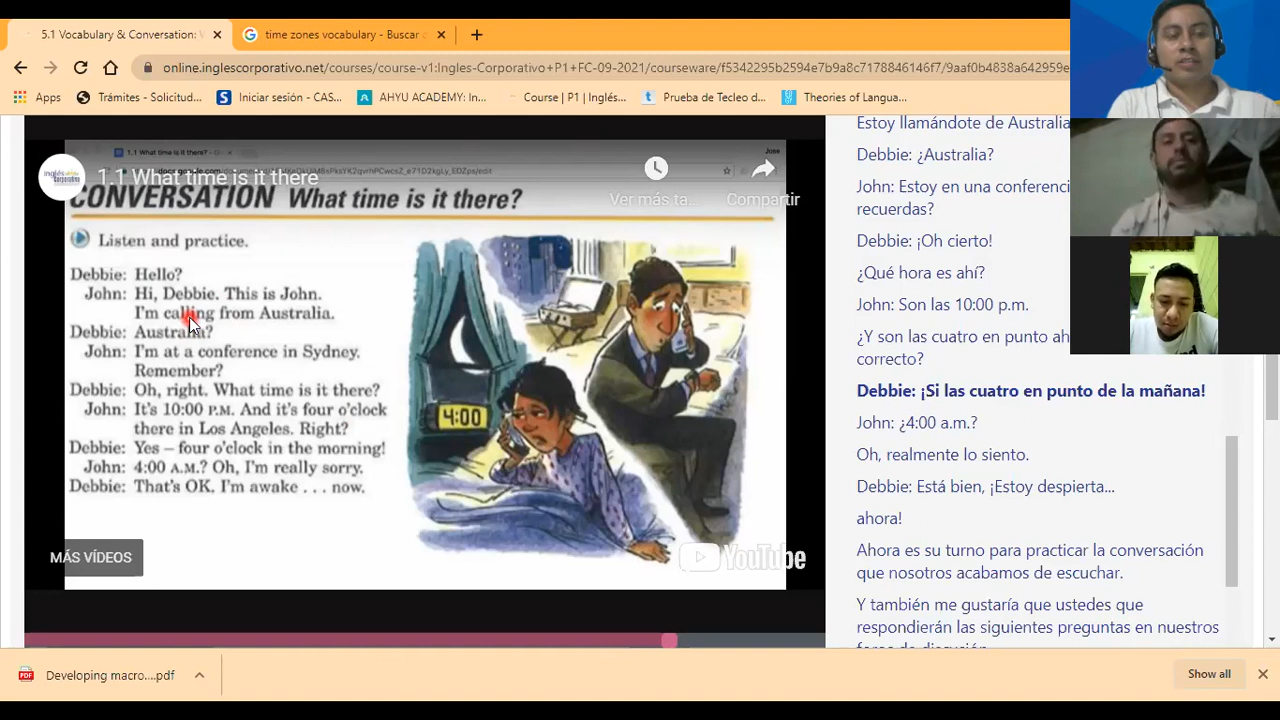 5.1 Vocabulary & Conversation:
time zones vocabulary - Buscar
online.inglescorporativo.net/courses/course-v1:Ingles-Corporativo+P1+FC-09-2021/courseware/f5342295b2594e7b9a8c7178846146f7/9aaf0b4838a642959e
Apps
Trámites - Solicitud...
Iniciar sesión - CAS...
AHYU ACADEMY: In...
Course | P1 | Inglés...
Prueba de Tecleo d...
Theories of Langua...
1.1 What time is it there?
Jose
1.1 What time is it there
Ver más ta...
Compartir
CONVERSATION What time is it there?
Listen and practice.
Debbie: Hello?
John: Hi, Debbie. This is John.
I'm calling from Australia.
Debbie: Australia?
John: I'm at a conference in Sydney.
Remember?
Debbie: Oh, right. What time is it there?
John: It's 10:00 P.M. And it's four o'clock
there in Los Angeles. Right?
Debbie: Yes – four o'clock in the morning!
John: 4:00 A.M.? Oh, I'm really sorry.
Debbie: That's OK. I'm awake . . . now.
4:00
MÁS VÍDEOS
YouTube
Estoy llamándote de Australia
Debbie: ¿Australia?
John: Estoy en una conferenci
recuerdas?
Debbie: ¡Oh cierto!
¿Qué hora es ahí?
John: Son las 10:00 p.m.
¿Y son las cuatro en punto ah
correcto?
Debbie: ¡Si las cuatro en punto de la mañana!
John: ¿4:00 a.m.?
Oh, realmente lo siento.
Debbie: Está bien, ¡Estoy despierta...
ahora!
Ahora es su turno para practicar la conversación
que nosotros acabamos de escuchar.
Y también me gustaría que ustedes que
respondierán las siguientes preguntas en nuestros
Developing macro....pdf
Show all